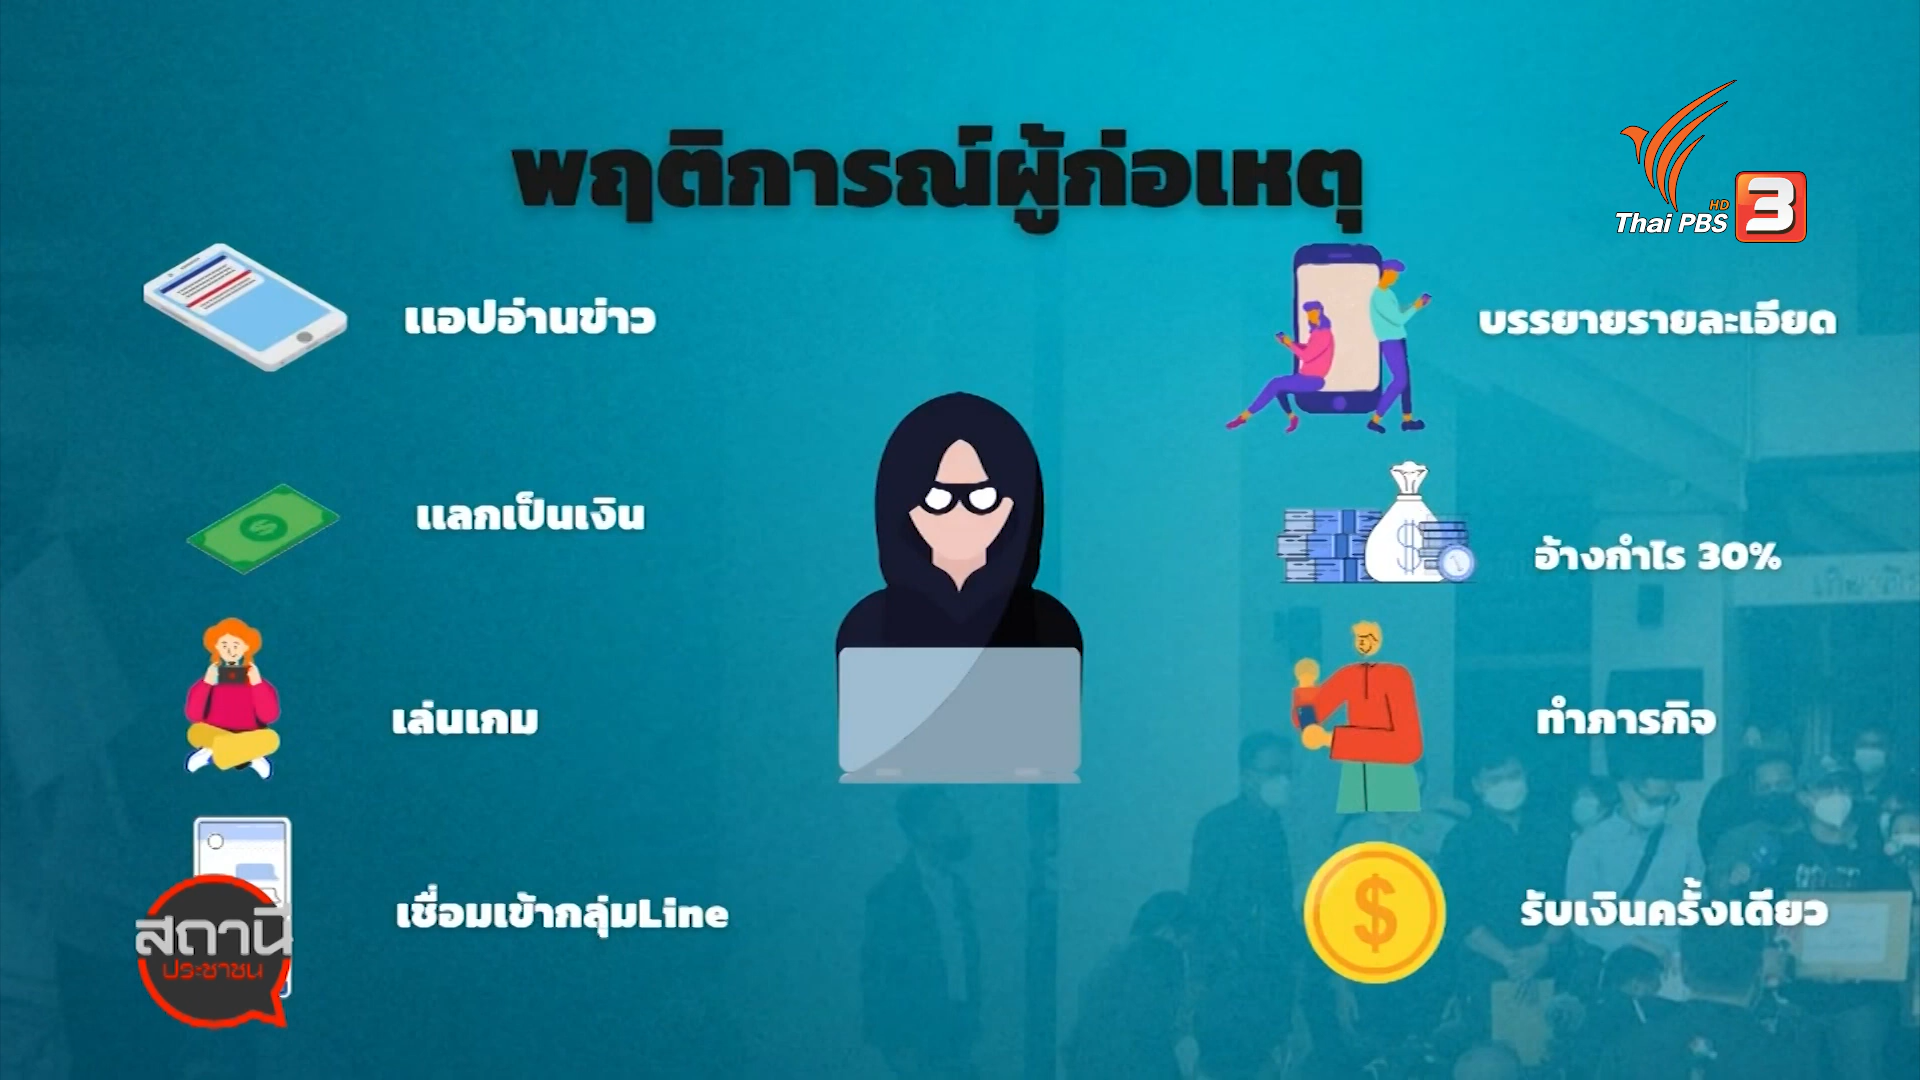 พฤติการณ์ผู้ก่อเหตุ
HD
Thai PBS 3
แอปอ่านข่าว
แลกเป็นเงิน
เล่นเกม
เชื่อมเข้ากลุ่มLine
บรรยายรายละเอียด
อ้างกำไร 30%
ทำภารกิจ
รับเงินครั้งเดียว
สถานี
ประชาชน